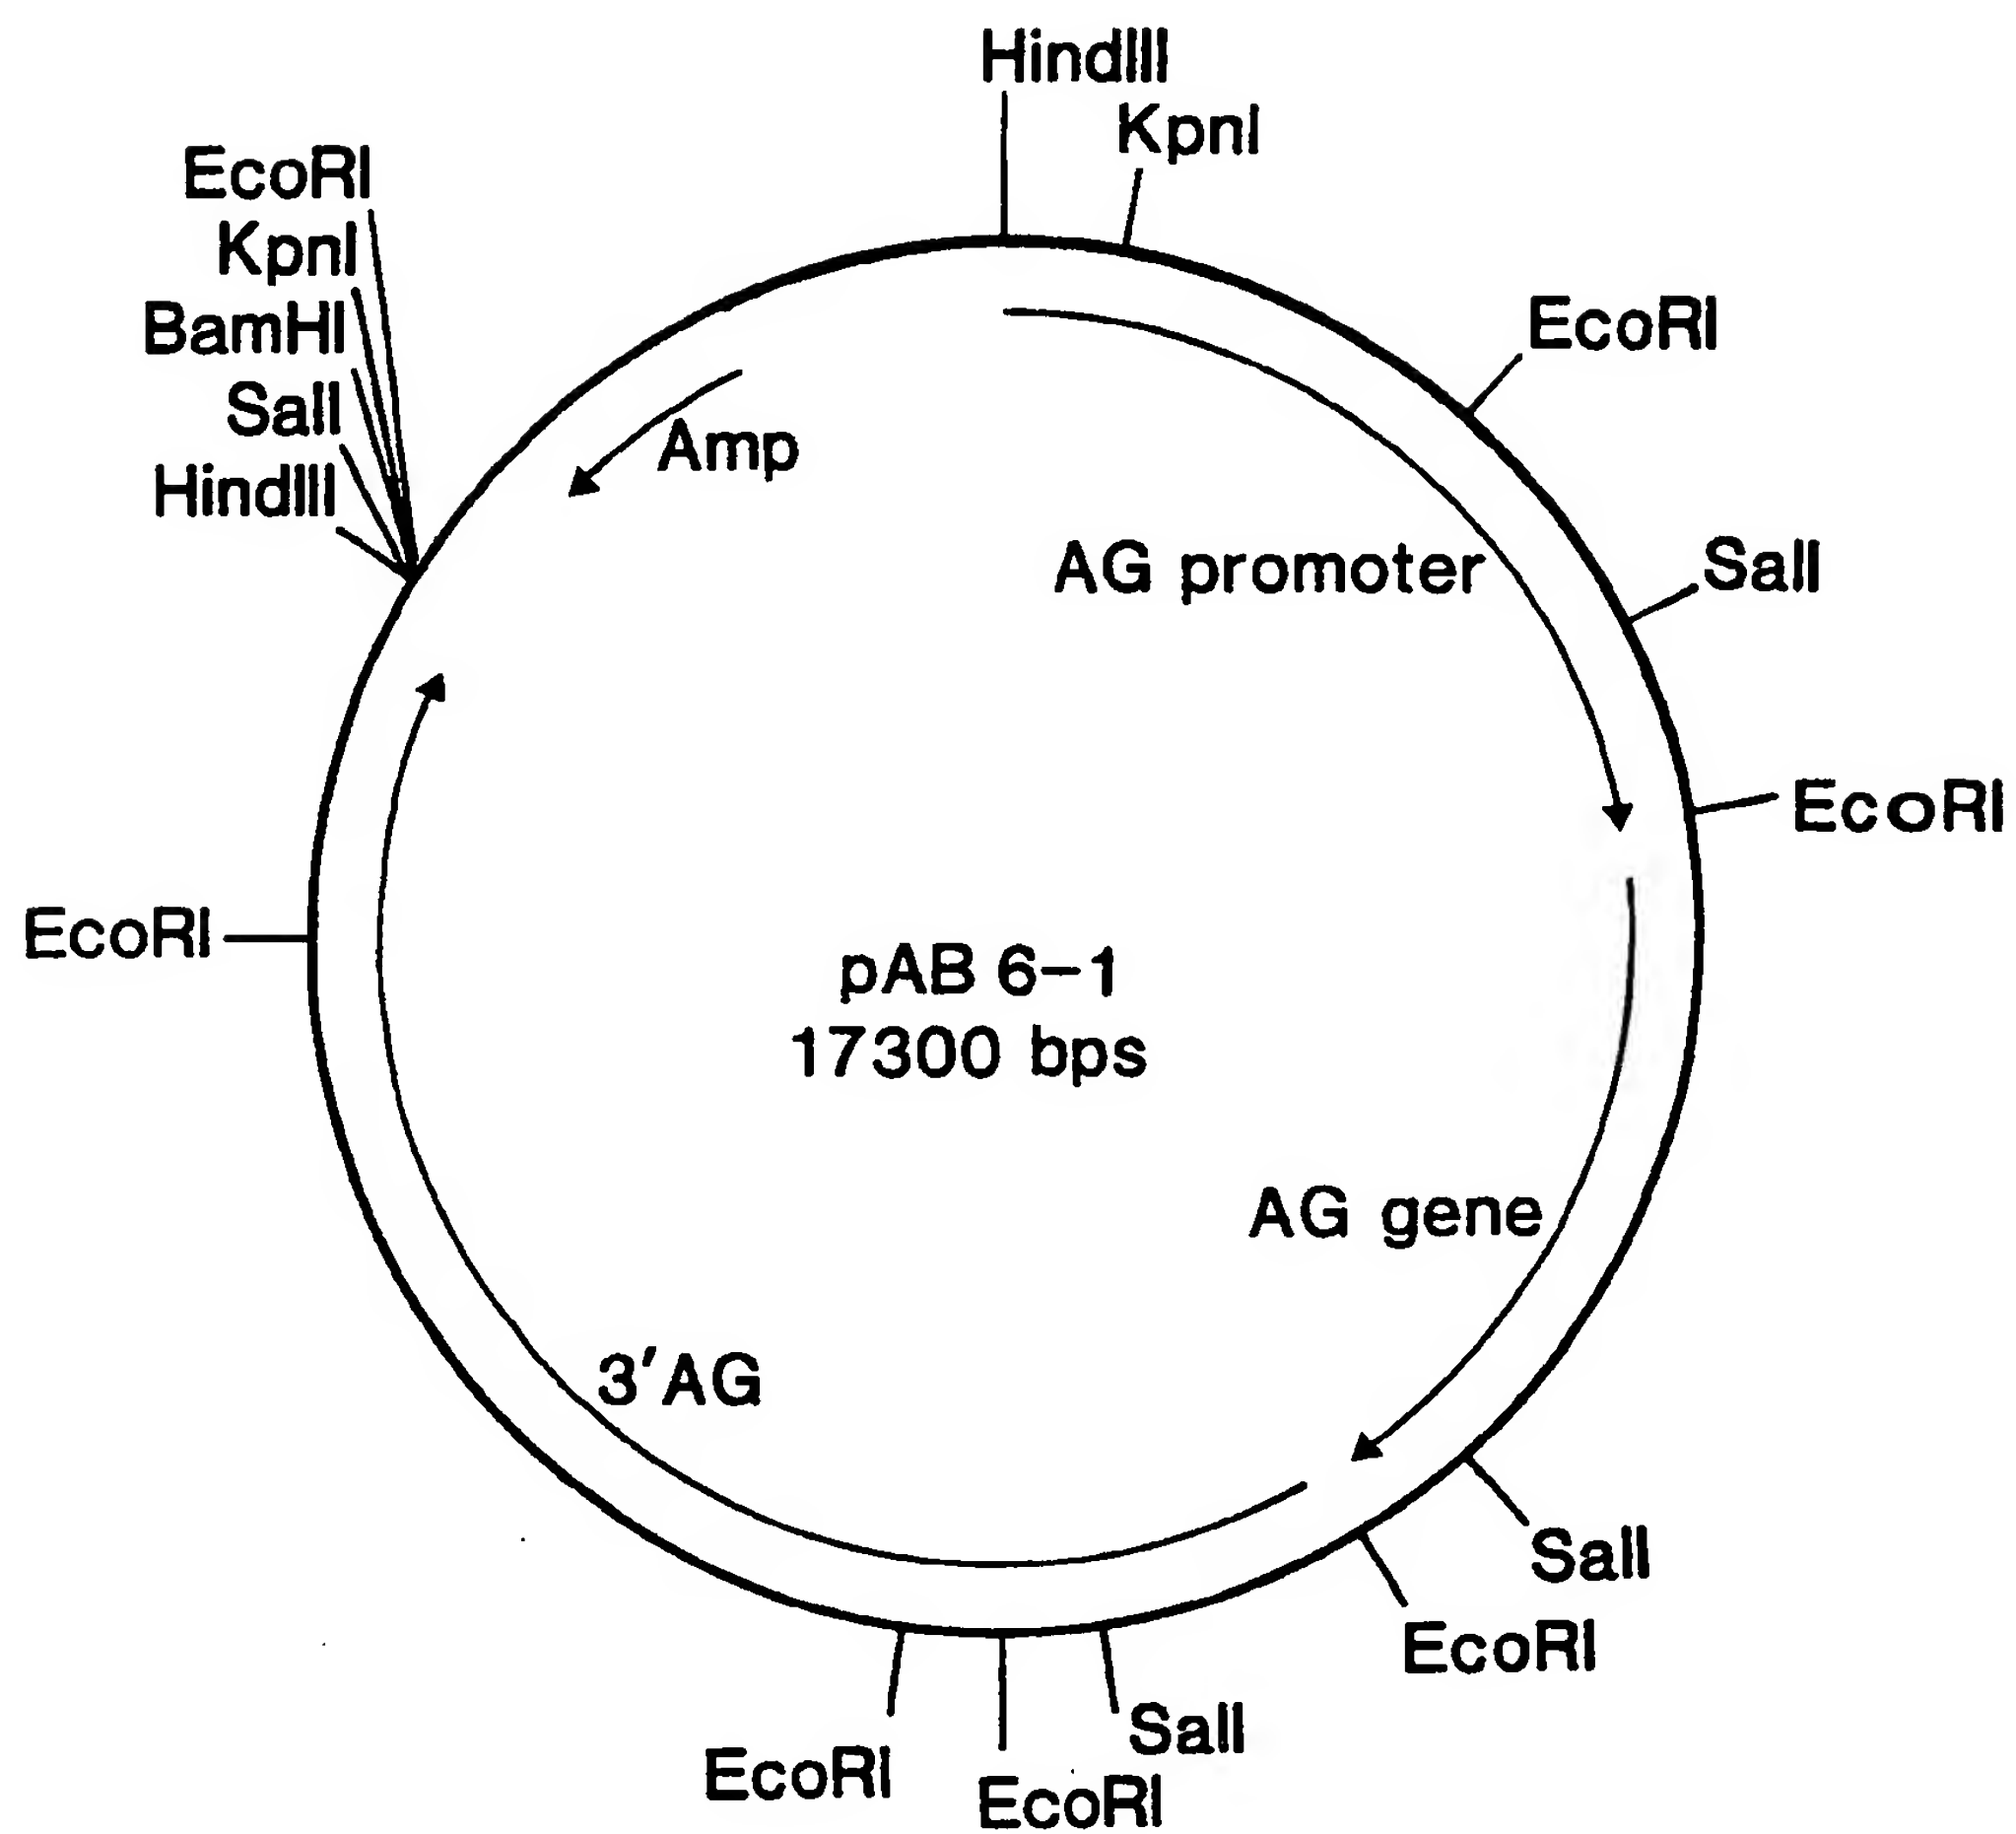 HindIII
KpnI
EcoRI
KpnI
BamHI
SalI
HindIII
EcoRI
Amp
AG promoter
SalI
EcoRI
EcoRI
pAB 6-1
17300 bps
AG gene
3'AG
SalI
EcoRI
SalI
EcoRI
EcoRI